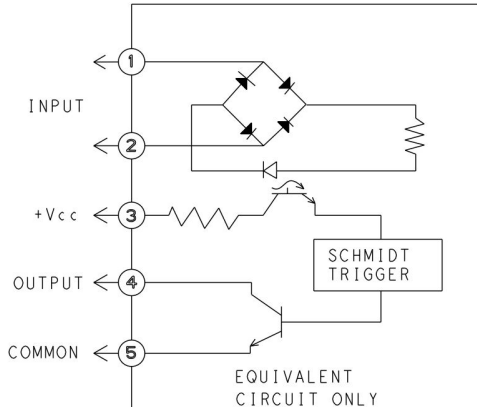 1
INPUT
2
+Vcc
3
SCHMIDT
TRIGGER
OUTPUT
4
COMMON
5
EQUIVALENT
CIRCUIT ONLY